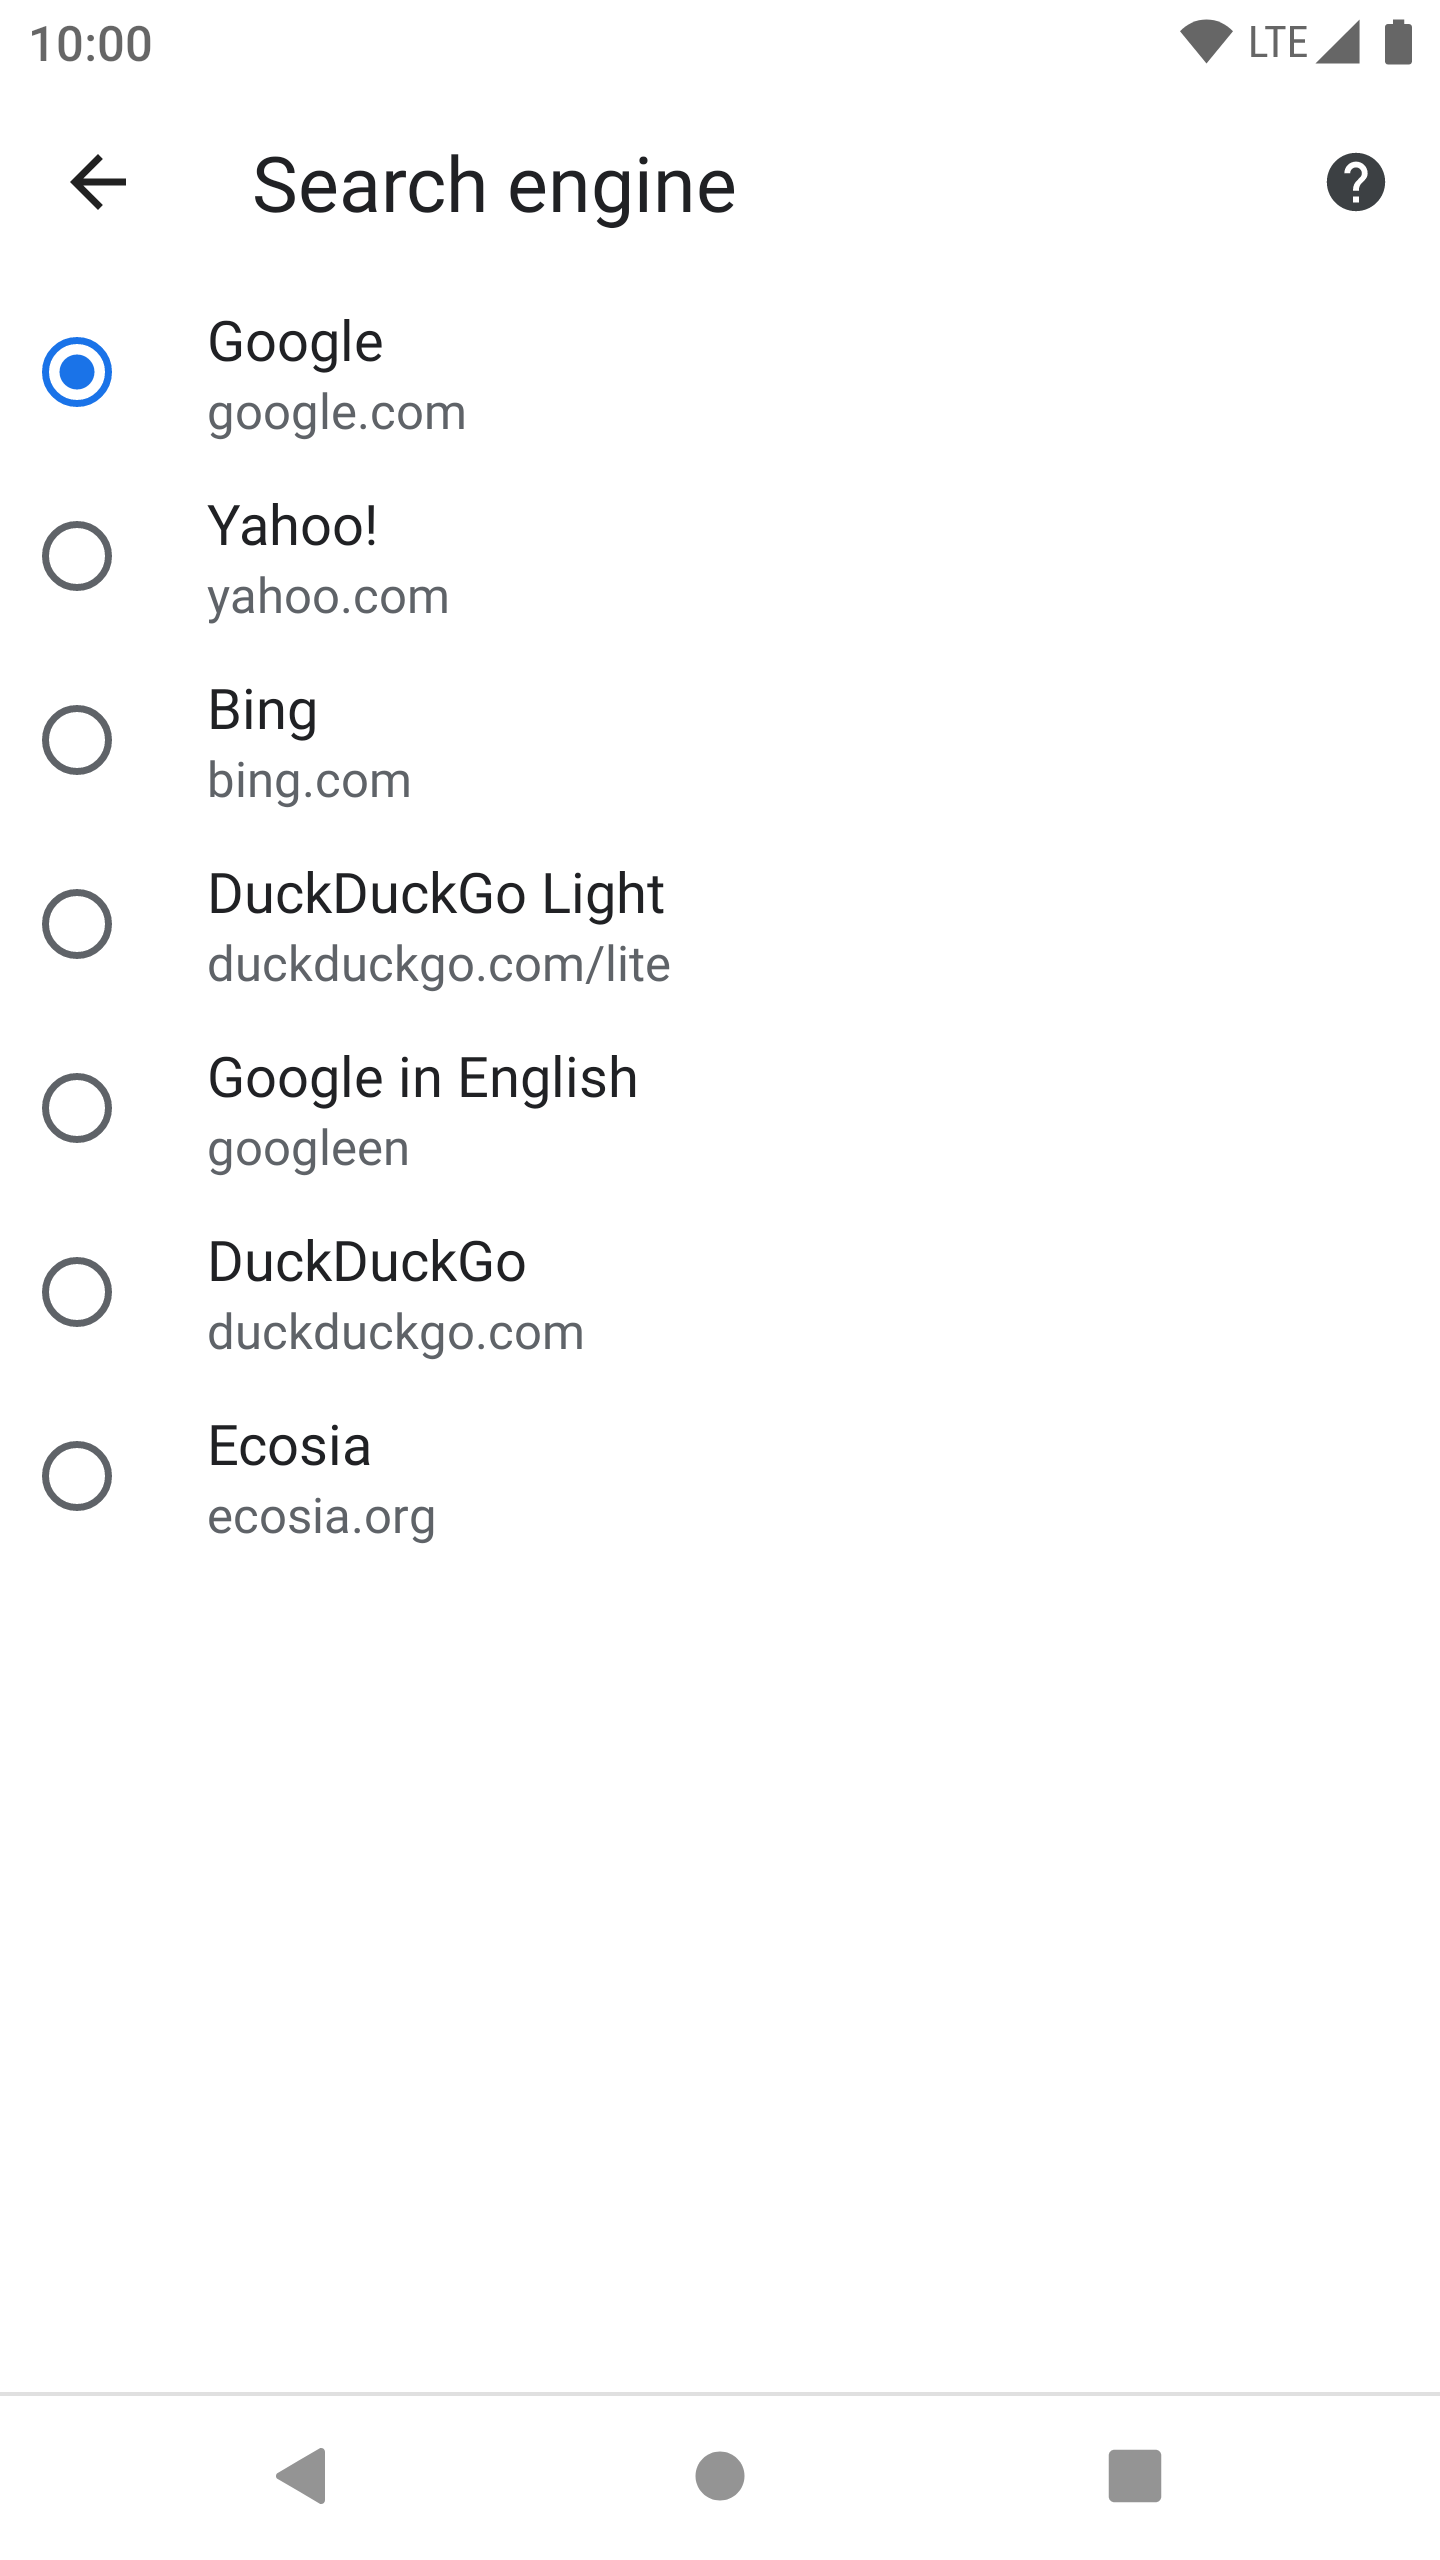 10:00 LTE
Search engine
Google
google.com
Yahoo!
yahoo.com
Bing
bing.com
DuckDuckGo Light
duckduckgo.com/lite
Google in English
googleen
DuckDuckGo
duckduckgo.com
Ecosia
ecosia.org